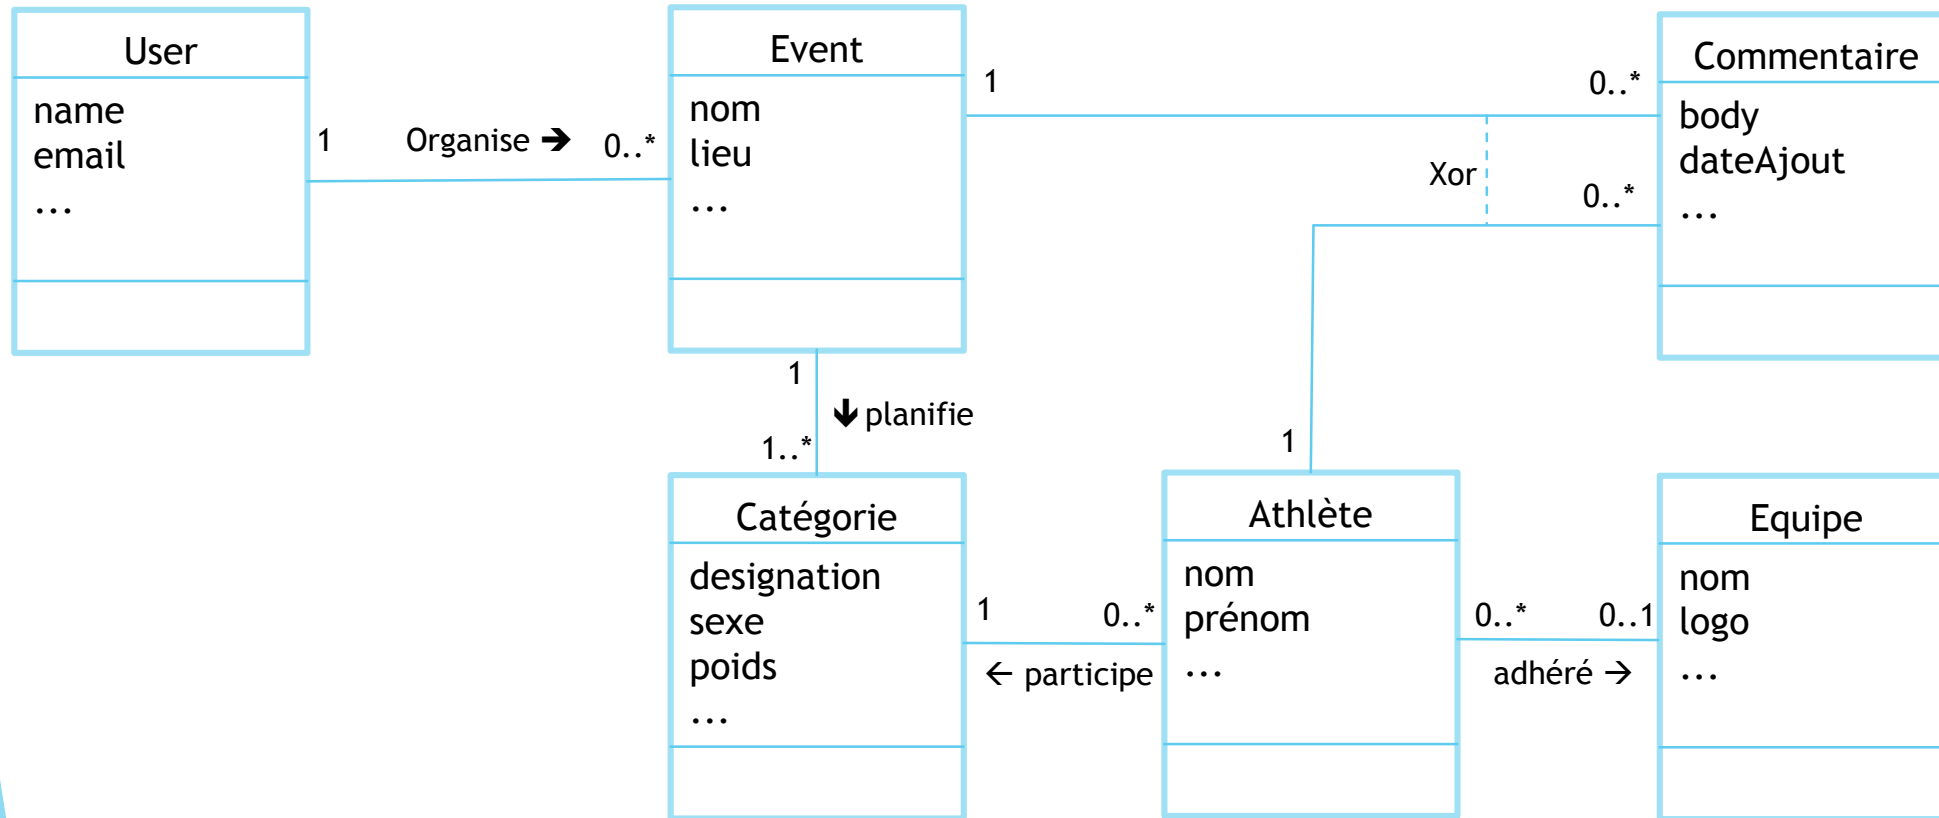 User
name
email
...
1
Organise ➔
0..*
Event
nom
lieu
...
1
0..*
Commentaire
body
dateAjout
...
Xor
0..*
1
1
↓ planifie
1..*
Catégorie
designation
sexe
poids
...
1
0..*
← participe
Athlète
nom
prénom
...
0..*
0..1
adhéré →
Equipe
nom
logo
...